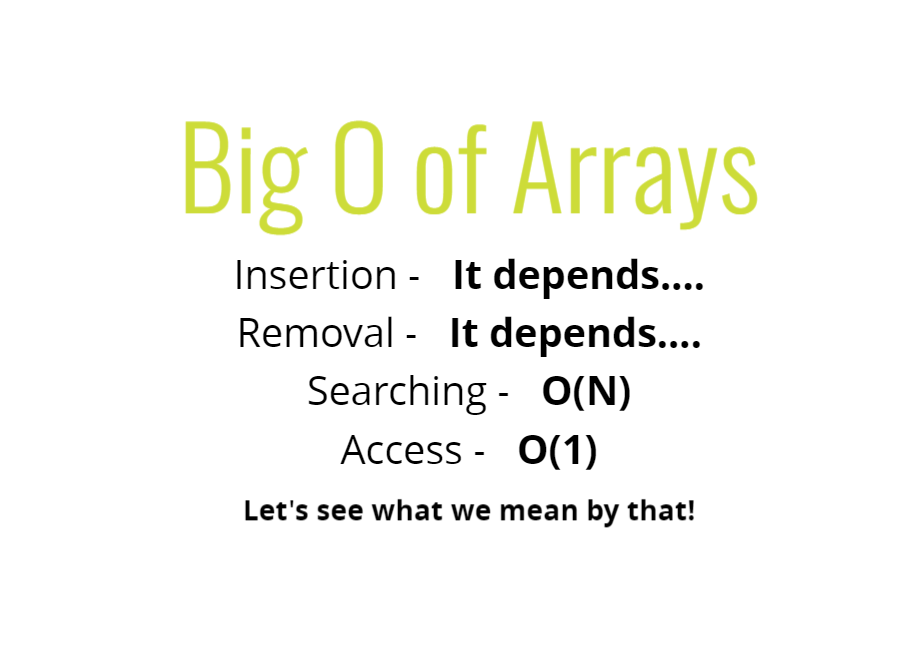 Big O of Arrays
Insertion - It depends....
Removal - It depends....
Searching - O(N)
Access - O(1)
Let's see what we mean by that!